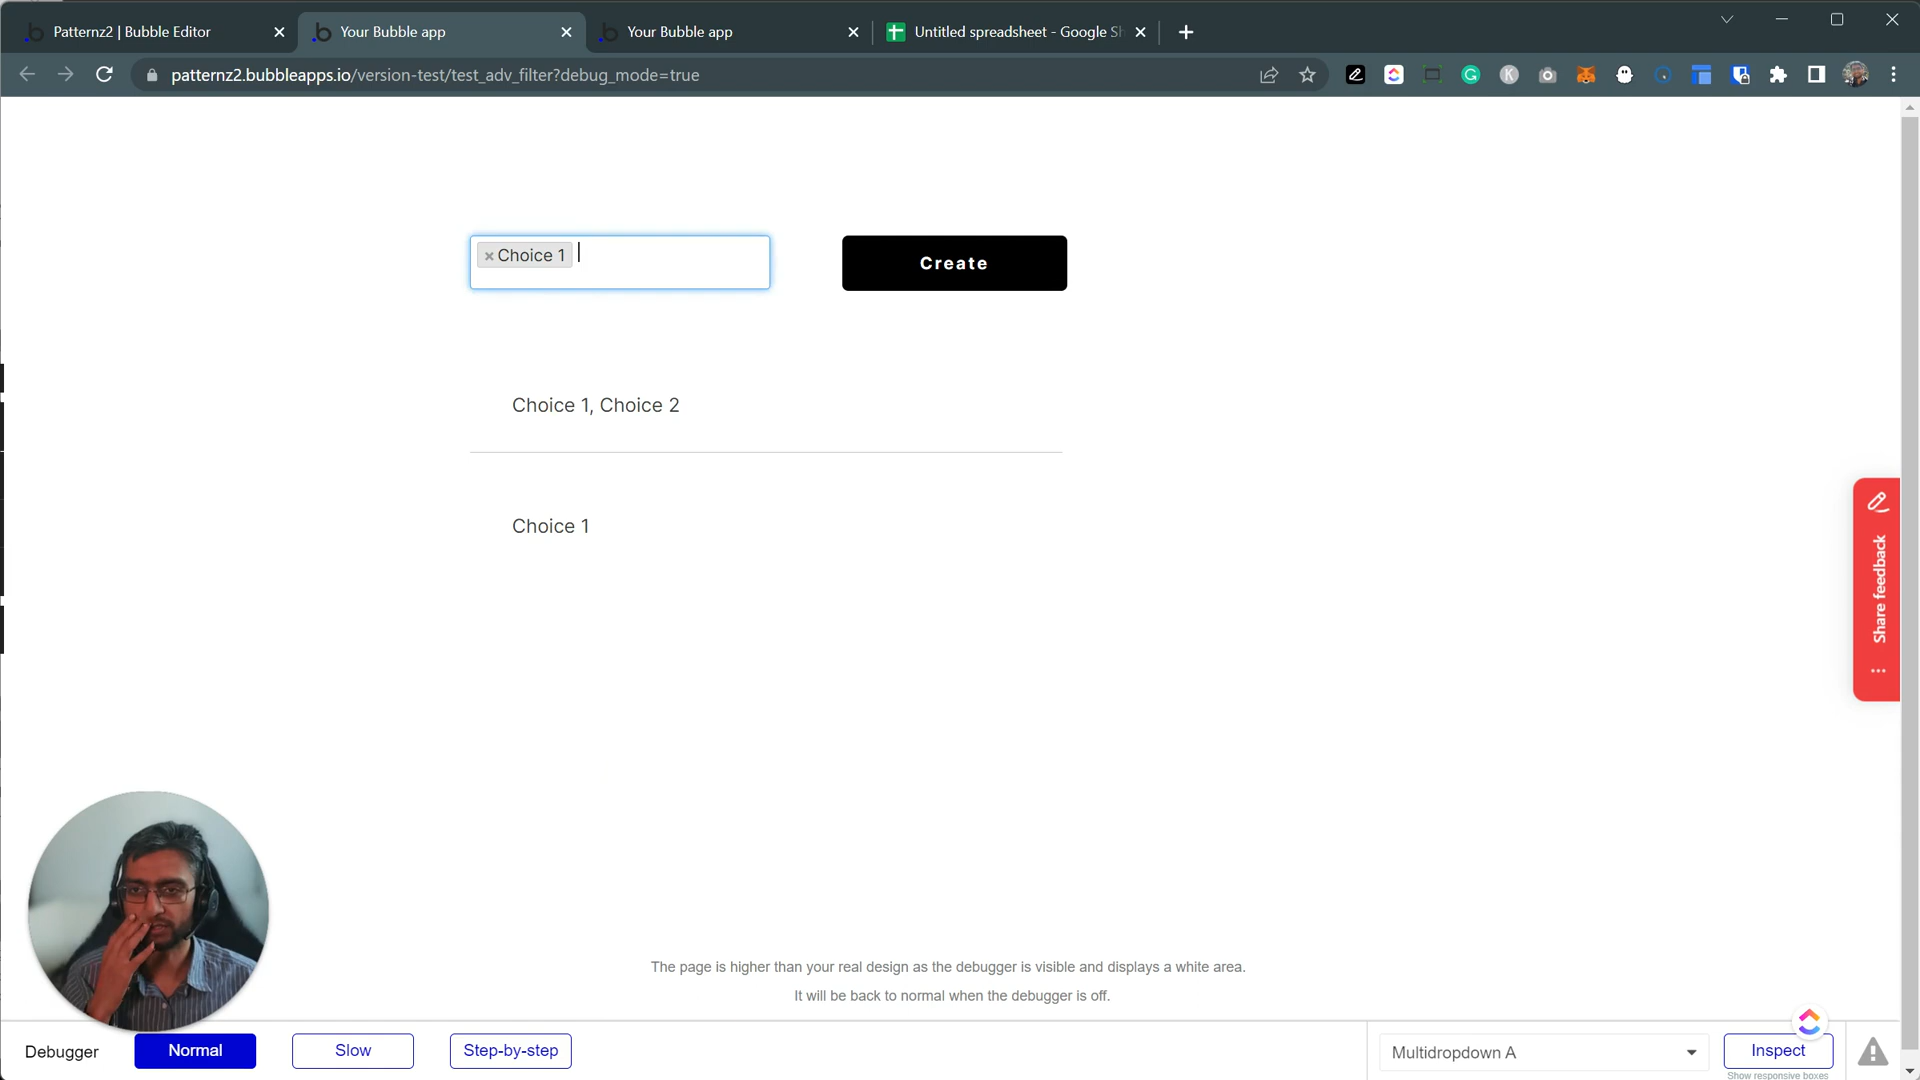 Patternz2 | Bubble Editor
Your Bubble app
Your Bubble app
Untitled spreadsheet - Google Sh
patternz2.bubbleapps.io/version-test/test_adv_filter?debug_mode=true
Choice 1
Create
Choice 1, Choice 2
Choice 1
Share feedback
The page is higher than your real design as the debugger is visible and displays a white area.
It will be back to normal when the debugger is off.
Debugger
Normal
Slow
Step-by-step
Multidropdown A
Inspect
Show responsive boxes